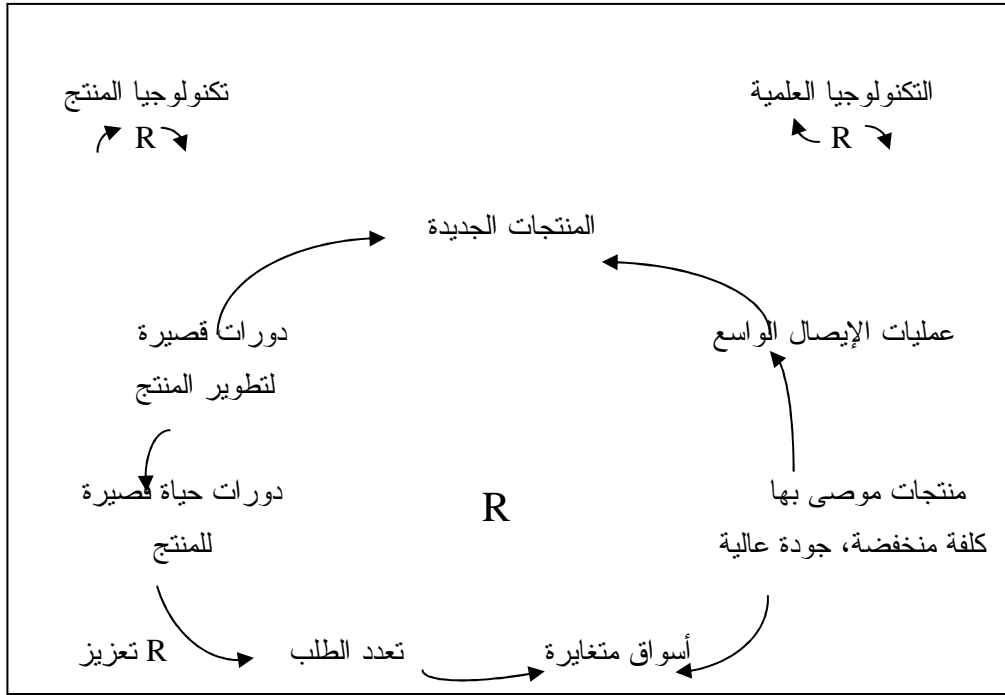 التكنولوجيا العلمية
R
تكنولوجيا المنتج
R
المنتجات الجديدة
عمليات الإيصال الواسع
دورات قصيرة
لتطوير المنتج
منتجات موصى بها
كلفة منخفضة، جودة عالية
R
دورات حياة قصيرة
للمنتج
أسواق متغايرة
تعدد الطلب
R تعزيز